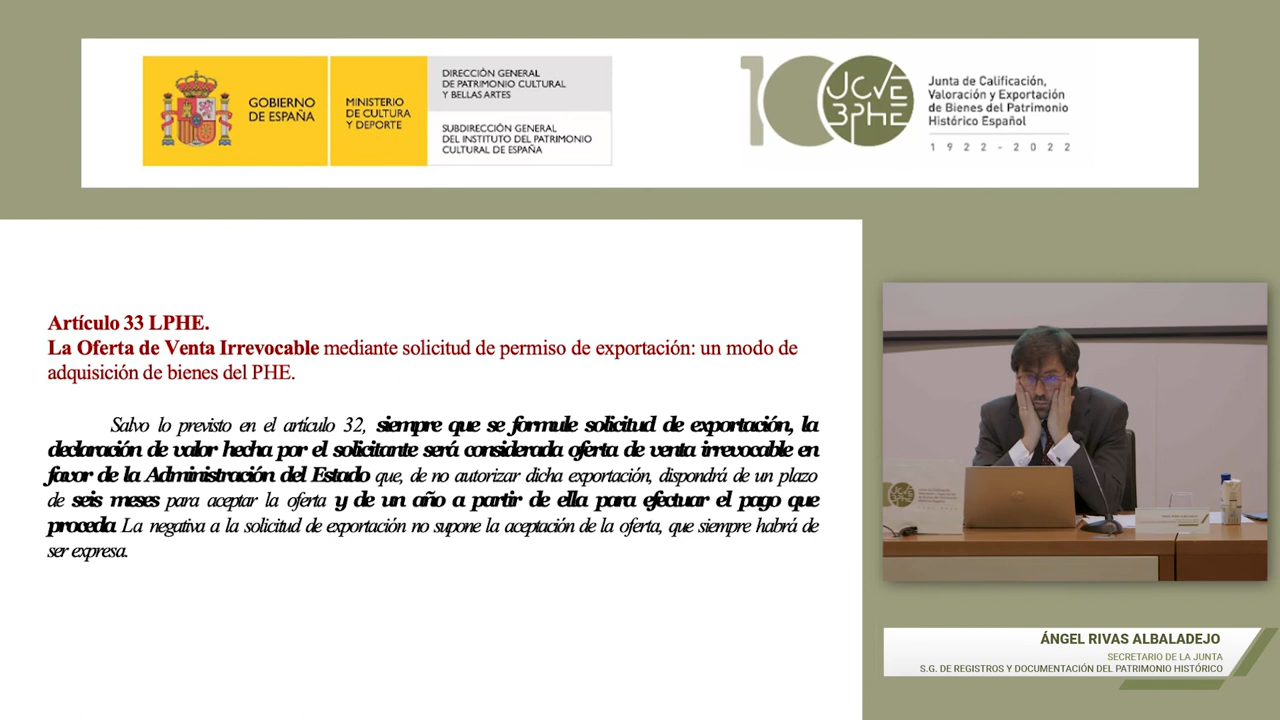 GOBIERNO
DE ESPAÑA
MINISTERIO
DE CULTURA
Y DEPORTE
DIRECCIÓN GENERAL
DE PATRIMONIO CULTURAL
Y BELLAS ARTES
SUBDIRECCIÓN GENERAL
DEL INSTITUTO DEL PATRIMONIO
CULTURAL DE ESPAÑA
100
JCVE
BPHE
Junta de Calificación,
Valoración y Exportación
de Bienes del Patrimonio
Histórico Español
1922-2022
Artículo 33 LPHE.
La Oferta de Venta Irrevocable mediante solicitud de permiso de exportación: un modo de
adquisición de bienes del PHE.
Salvo lo previsto en el artículo 32, siempre que se formule solicitud de exportación, la
declaración de valor hecha por el solicitante será considerada oferta de venta irrevocable en
favor de la Administración del Estado que, de no autorizar dicha exportación, dispondrá de un plazo
de seis meses para aceptar la oferta y de un año a partir de ella para efectuar el pago que
proceda. La negativa a la solicitud de exportación no supone la aceptación de la oferta, que siempre habrá de
ser expresa.
ÁNGEL RIVAS ALBALADEJO
SECRETARIO DE LA JUNTA
S.G. DE REGISTROS Y DOCUMENTACIÓN DEL PATRIMONIO HISTÓRICO